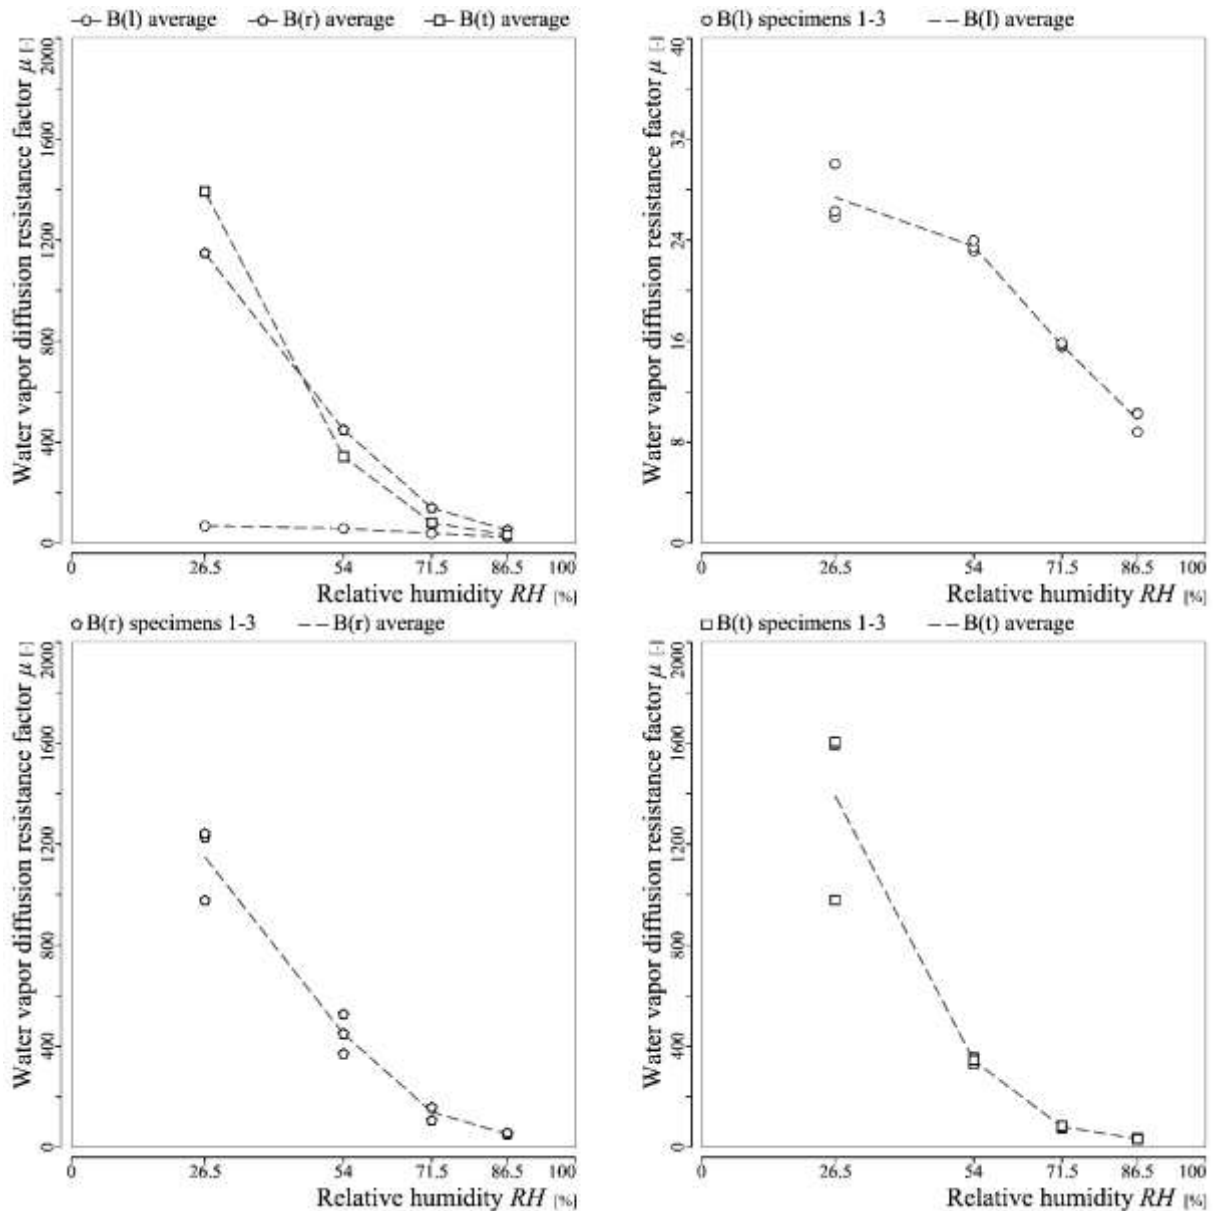 B(l) average B(r) average B(t) average
Water vapor diffusion resistance factor μ [-]
0 400 800 1200 1600 2000
0 26.5 54 71.5 86.5 100
Relative humidity RH [%]
B(l) specimens 1-3 B(l) average
Water vapor diffusion resistance factor μ [-]
0 8 16 24 32 40
0 26.5 54 71.5 86.5 100
Relative humidity RH [%]
B(r) specimens 1-3 B(r) average
Water vapor diffusion resistance factor μ [-]
0 400 800 1200 1600 2000
0 26.5 54 71.5 86.5 100
Relative humidity RH [%]
B(t) specimens 1-3 B(t) average
Water vapor diffusion resistance factor μ [-]
0 400 800 1200 1600 2000
0 26.5 54 71.5 86.5 100
Relative humidity RH [%]